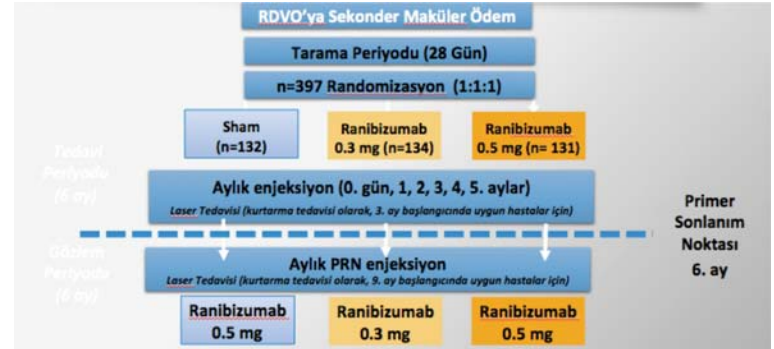 RDVO'ya Sekonder Maküler Ödem
Tarama Periyodu (28 Gün)
n=397 Randomizasyon (1:1:1)
Sham
(n=132)
Ranibizumab
0.3 mg (n=134)
Ranibizumab
0.5 mg (n= 131)
Tedavi
Periyodu
(6 ay)
Aylık enjeksiyon (0. gün, 1, 2, 3, 4, 5. aylar)
Laser Tedavisi (kurtarma tedavisi olarak, 3. ay başlangıcında uygun hastalar için)
Primer
Sonlanım
Noktası
6. ay
Gözlem
Periyodu
(6 ay)
Aylık PRN enjeksiyon
Laser Tedavisi (kurtarma tedavisi olarak, 9. ay başlangıcında uygun hastalar için)
Ranibizumab
0.5 mg
Ranibizumab
0.3 mg
Ranibizumab
0.5 mg